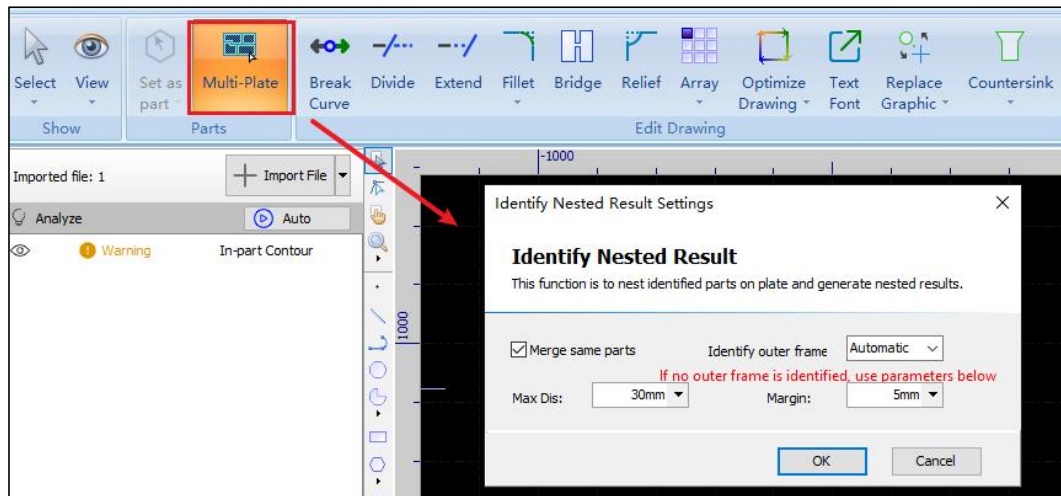 Select
View
Set as
part
Multi-Plate
Break
Curve
Divide
Extend
Fillet
Bridge
Relief
Array
Optimize
Drawing
Text
Font
Replace
Graphic
Countersink
Show
Parts
Edit Drawing
Imported file: 1
Import File
Analyze
Auto
Warning
In-part Contour
-1000
1000
Identify Nested Result Settings
Identify Nested Result
This function is to nest identified parts on plate and generate nested results.
Merge same parts
Identify outer frame
Automatic
If no outer frame is identified, use parameters below
Max Dis:
30mm
Margin:
5mm
OK
Cancel